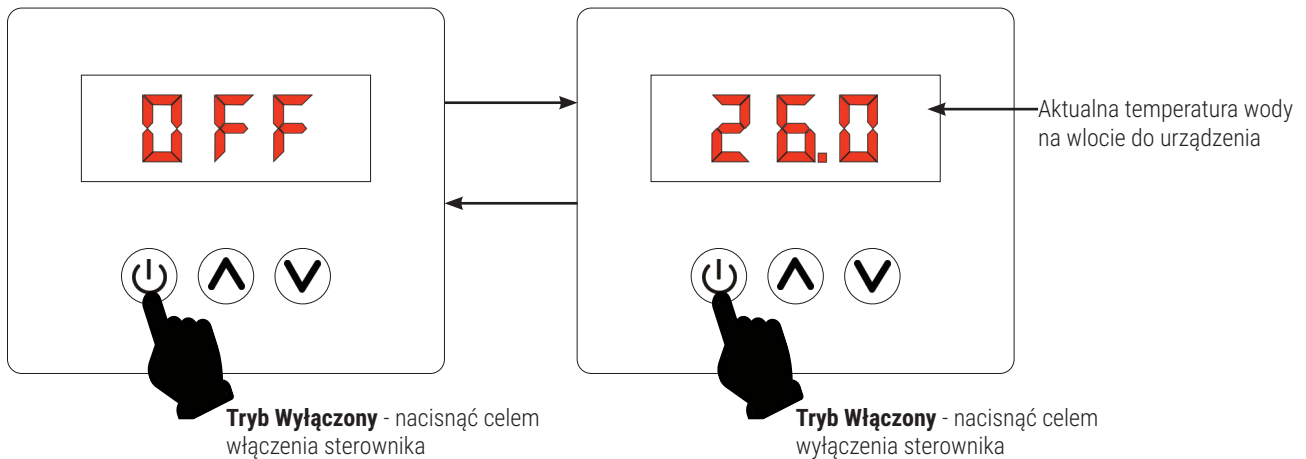 OFF
26.0
Aktualna temperatura wody
na wlocie do urządzenia
Tryb Wyłączony - nacisnąć celem
włączenia sterownika
Tryb Włączony - nacisnąć celem
wyłączenia sterownika